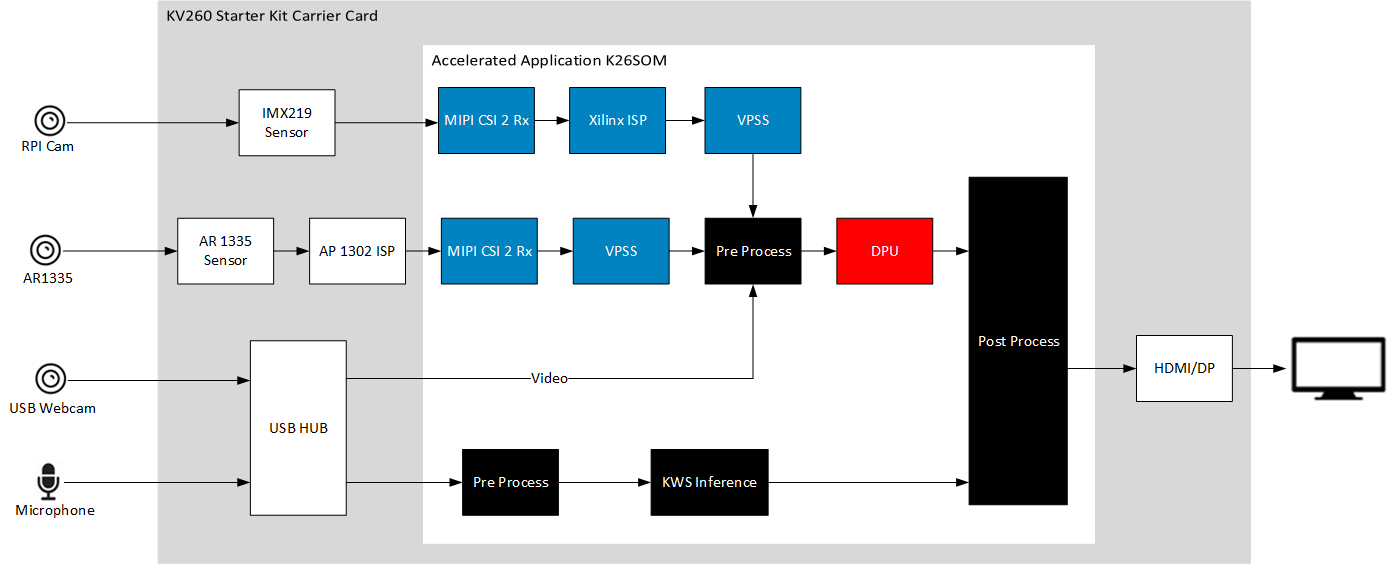 KV260 Starter Kit Carrier Card
Accelerated Application K26SOM
RPI Cam
IMX219
Sensor
MIPI CSI 2 Rx
Xilinx ISP
VPSS
AR1335
AR 1335
Sensor
AP 1302 ISP
MIPI CSI 2 Rx
VPSS
Pre Process
DPU
Post Process
HDMI/DP
USB Webcam
Video
USB HUB
Microphone
Pre Process
KWS Inference